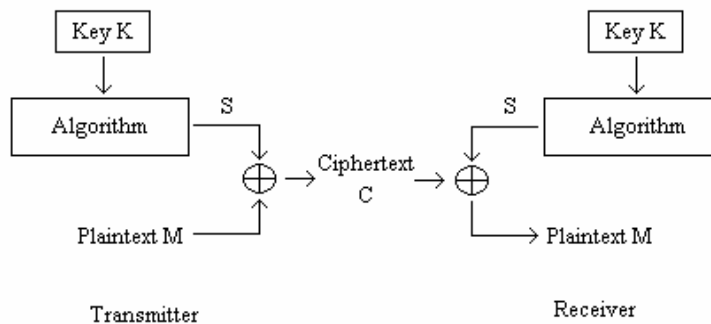 Key K
Key K
S
S
Algorithm
Algorithm
Ciphertext
C
Plaintext M
Plaintext M
Transmitter
Receiver